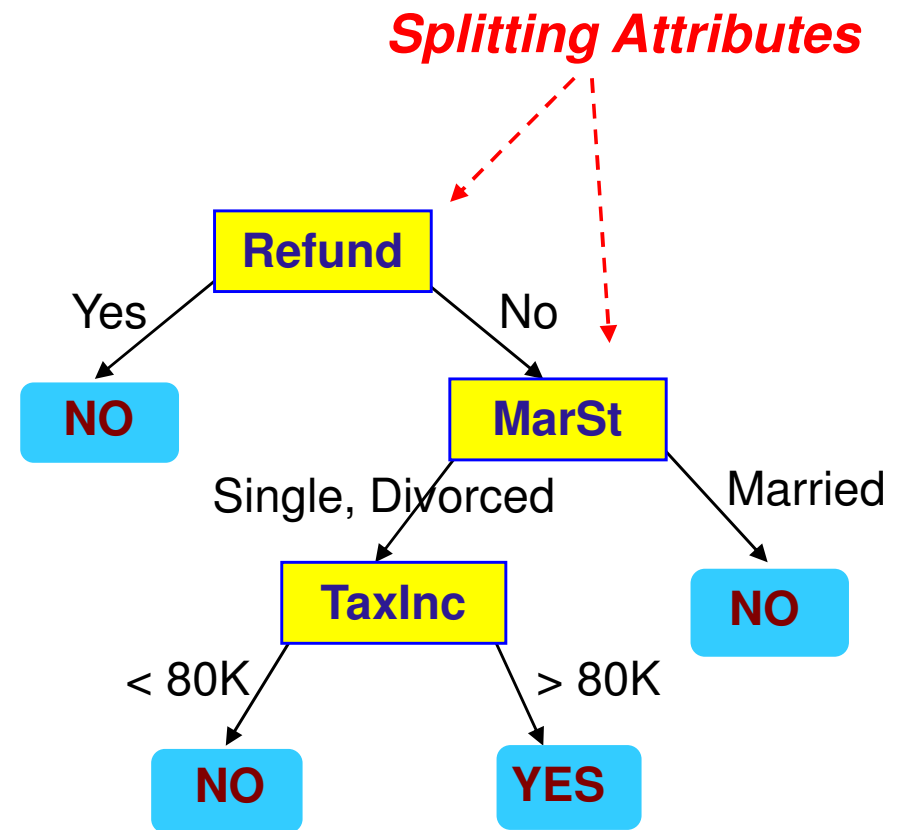 Splitting Attributes
Refund
Yes
No
NO
MarSt
Single, Divorced
Married
TaxInc
NO
< 80K
> 80K
NO
YES